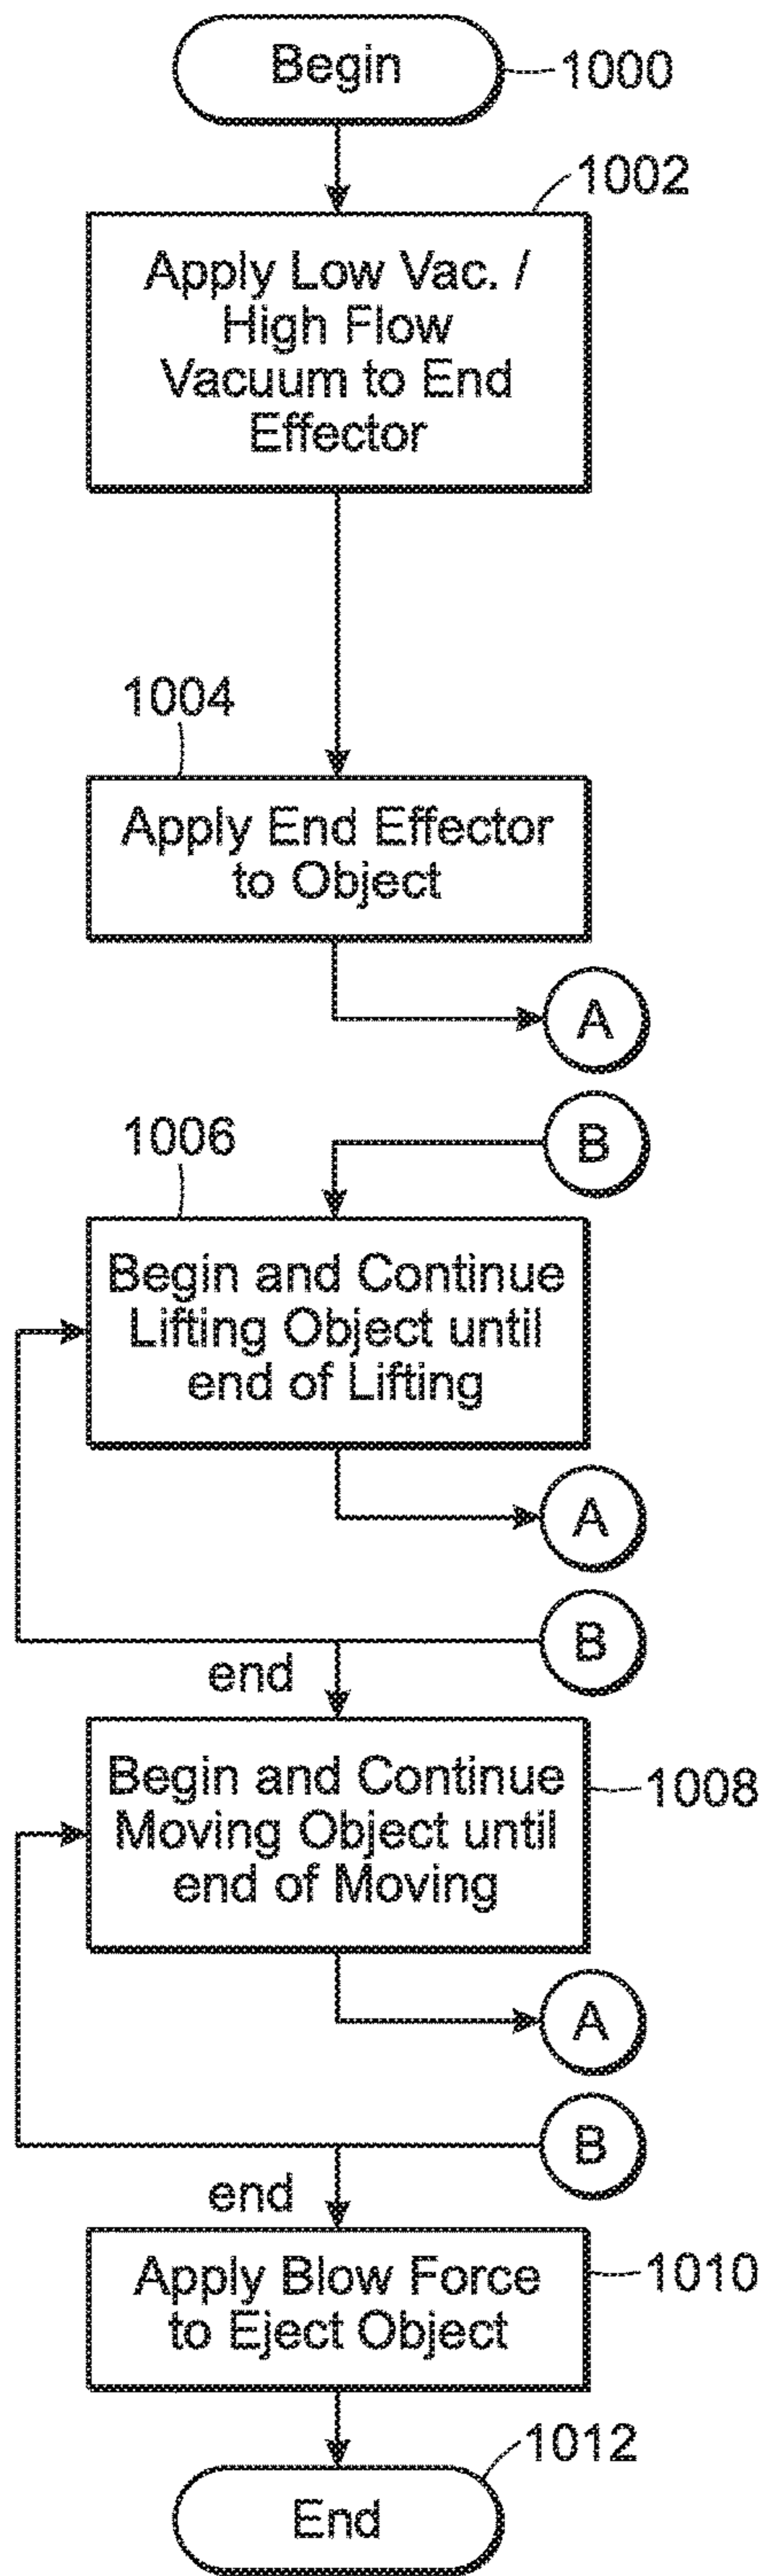 Begin
1000
1002
Apply Low Vac. /
High Flow
Vacuum to End
Effector
1004
Apply End Effector
to Object
A
B
1006
Begin and Continue
Lifting Object until
end of Lifting
A
B
end
Begin and Continue
Moving Object until
end of Moving
1008
A
B
end
Apply Blow Force
to Eject Object
1010
1012
End